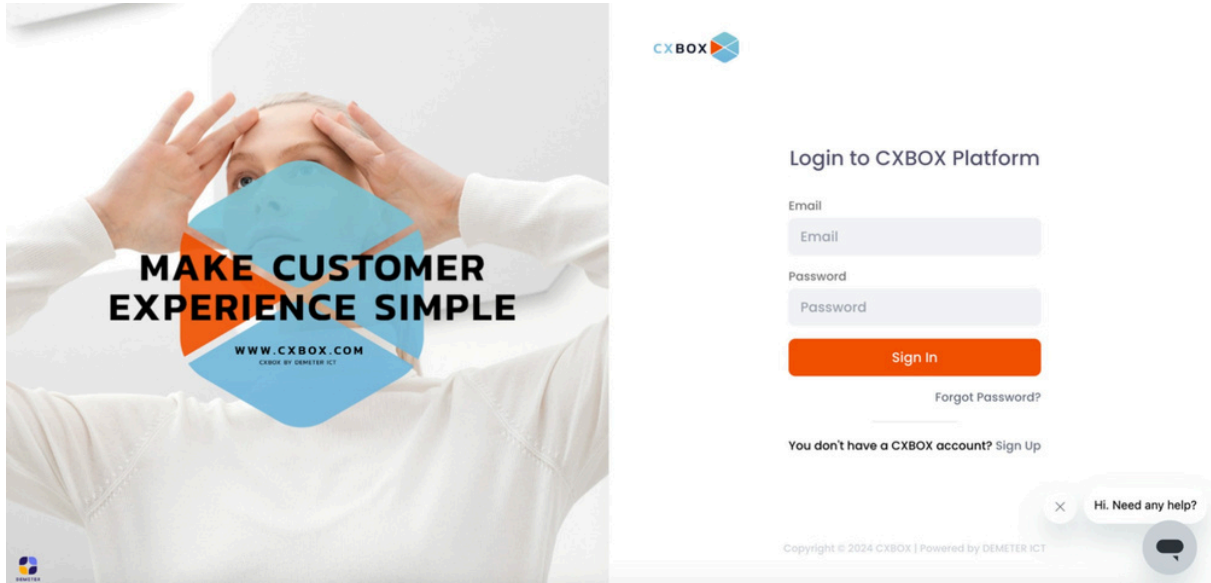 MAKE CUSTOMER
EXPERIENCE SIMPLE
WWW.CXBOX.COM
CXBOX BY DEMETER ICT
DEMETER
CXBOX
Login to CXBOX Platform
Email
Email
Password
Password
Sign In
Forgot Password?
You don't have a CXBOX account? Sign Up
Hi. Need any help?
Copyright © 2024 CXBOX | Powered by DEMETER ICT